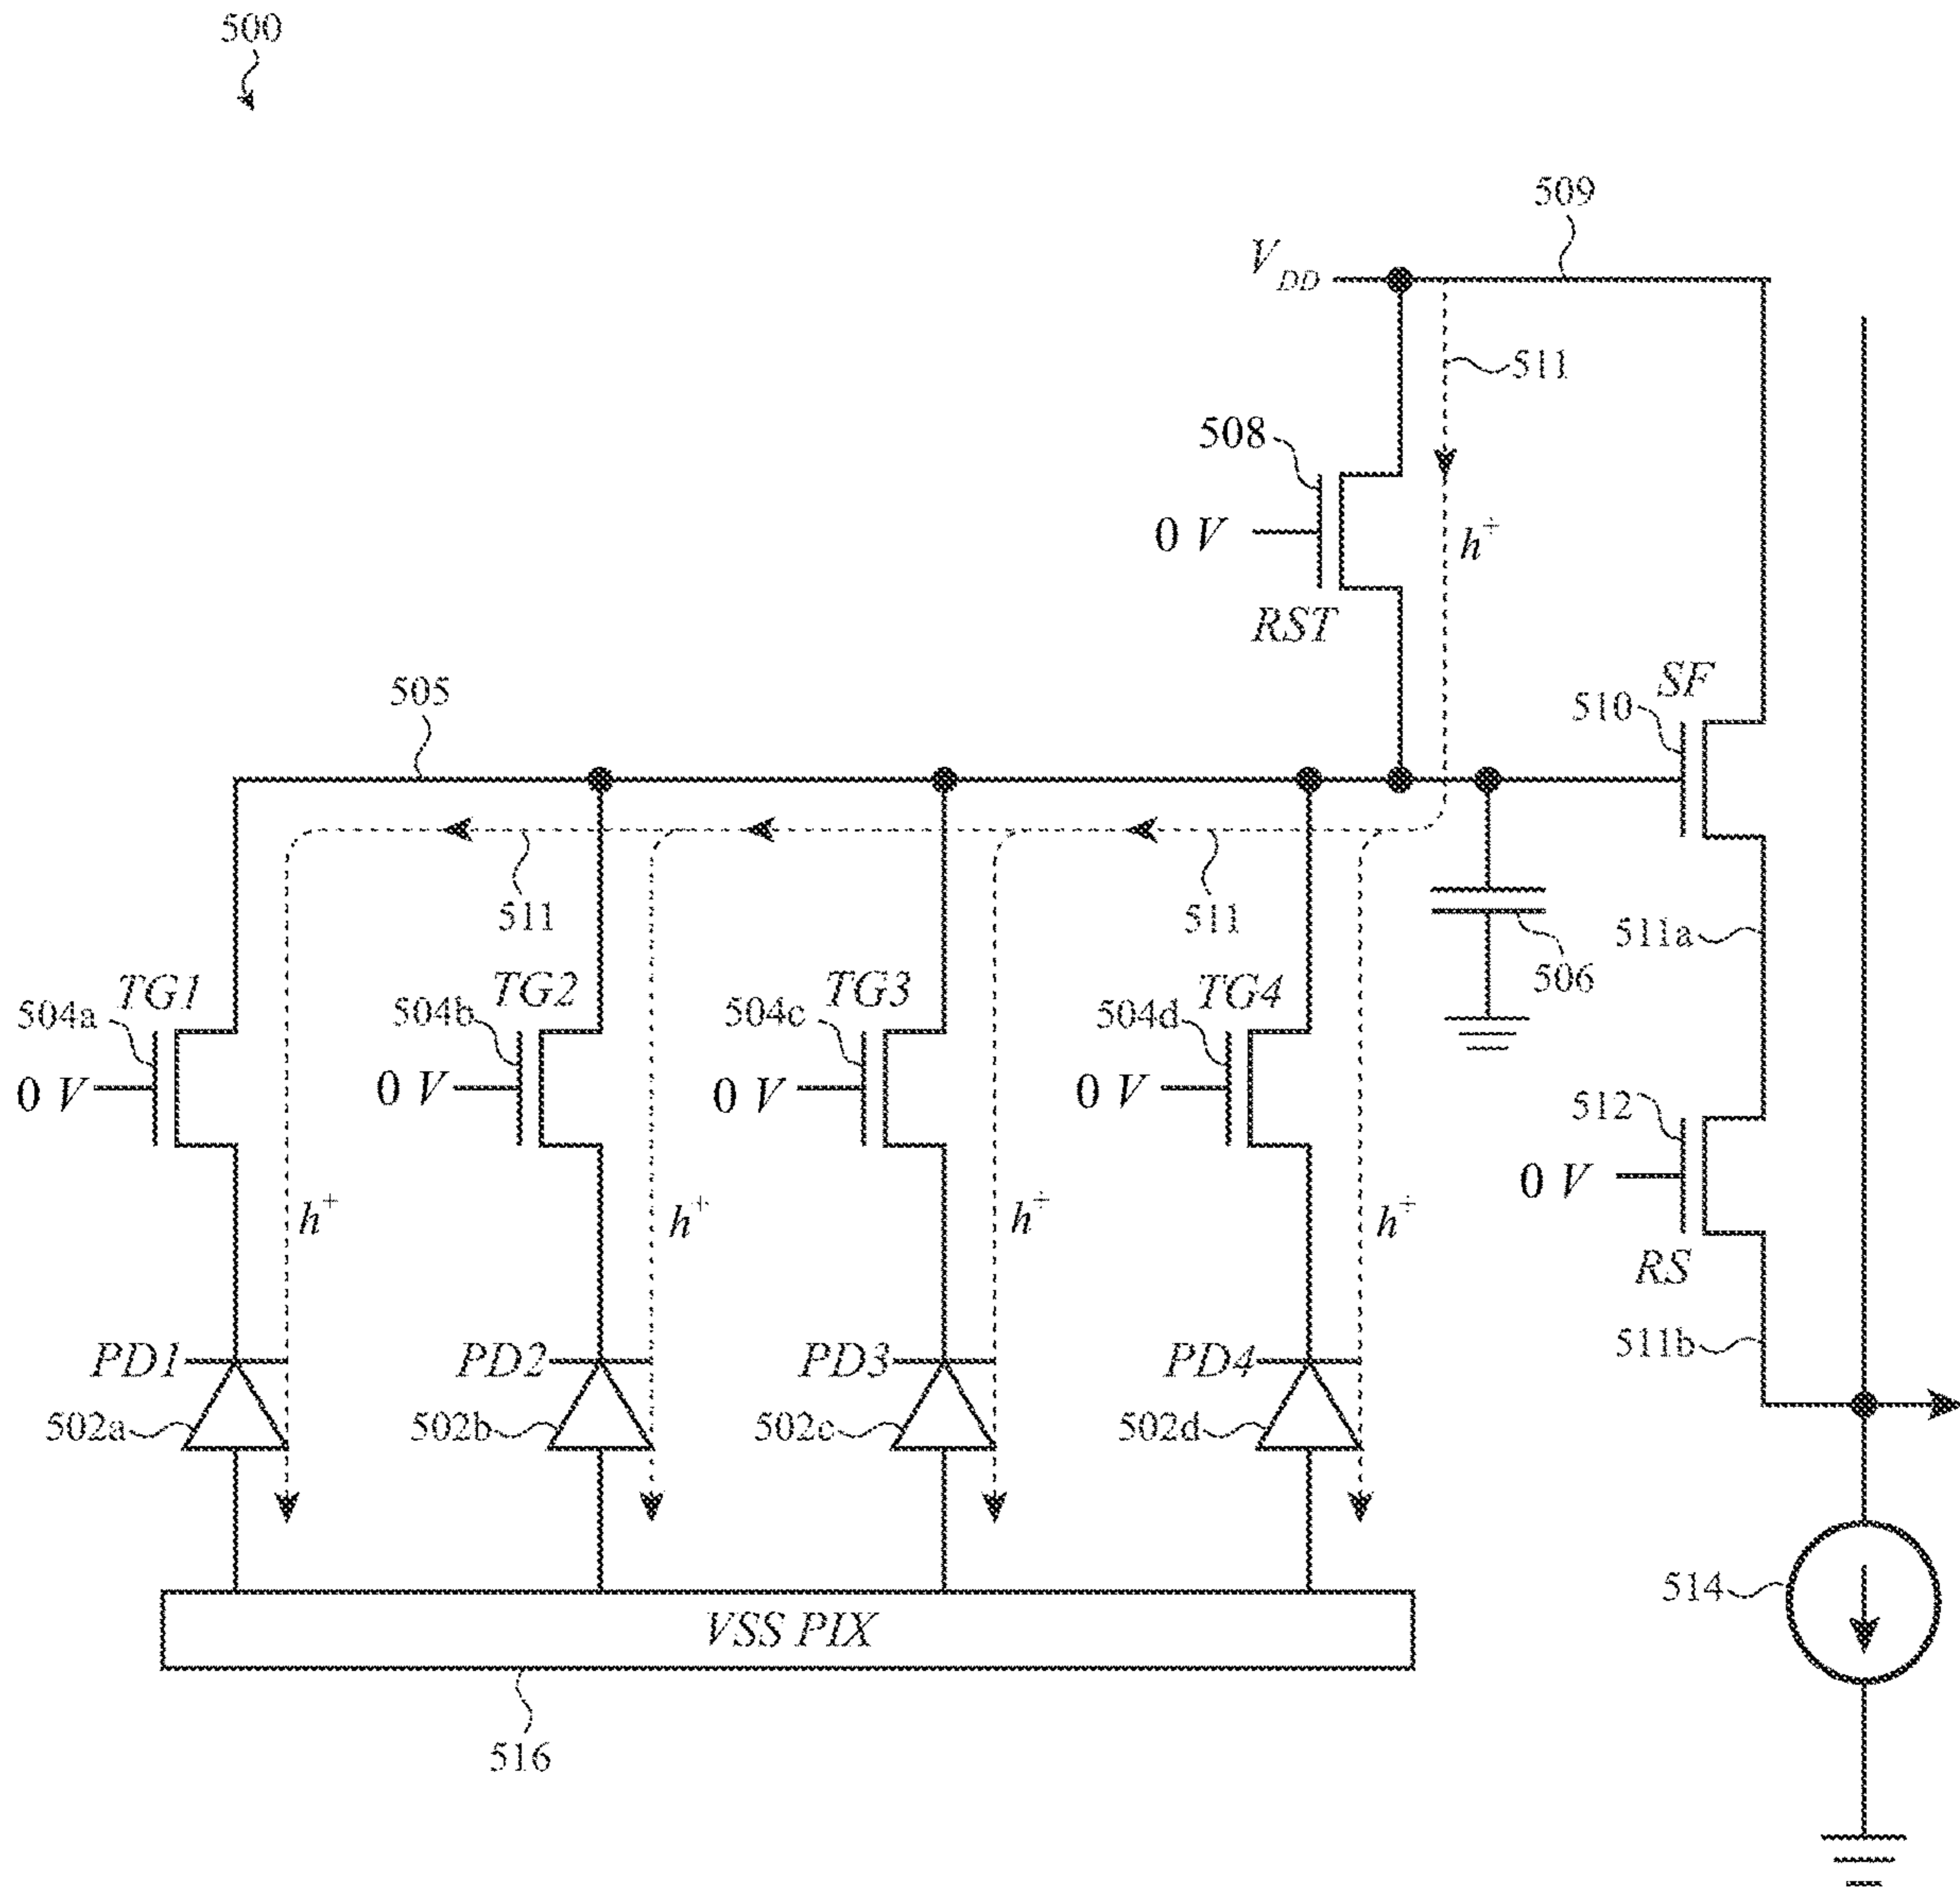 500
509
V DD
511
508
0 V
h+
RST
505
SF
510
511
511
511a
506
TG1
504a
0 V
TG2
504b
0 V
TG3
504c
0 V
TG4
504d
0 V
512
0 V
RS
h+
h+
h+
h+
511b
PD1
502a
PD2
502b
PD3
502c
PD4
502d
514
VSS PIX
516